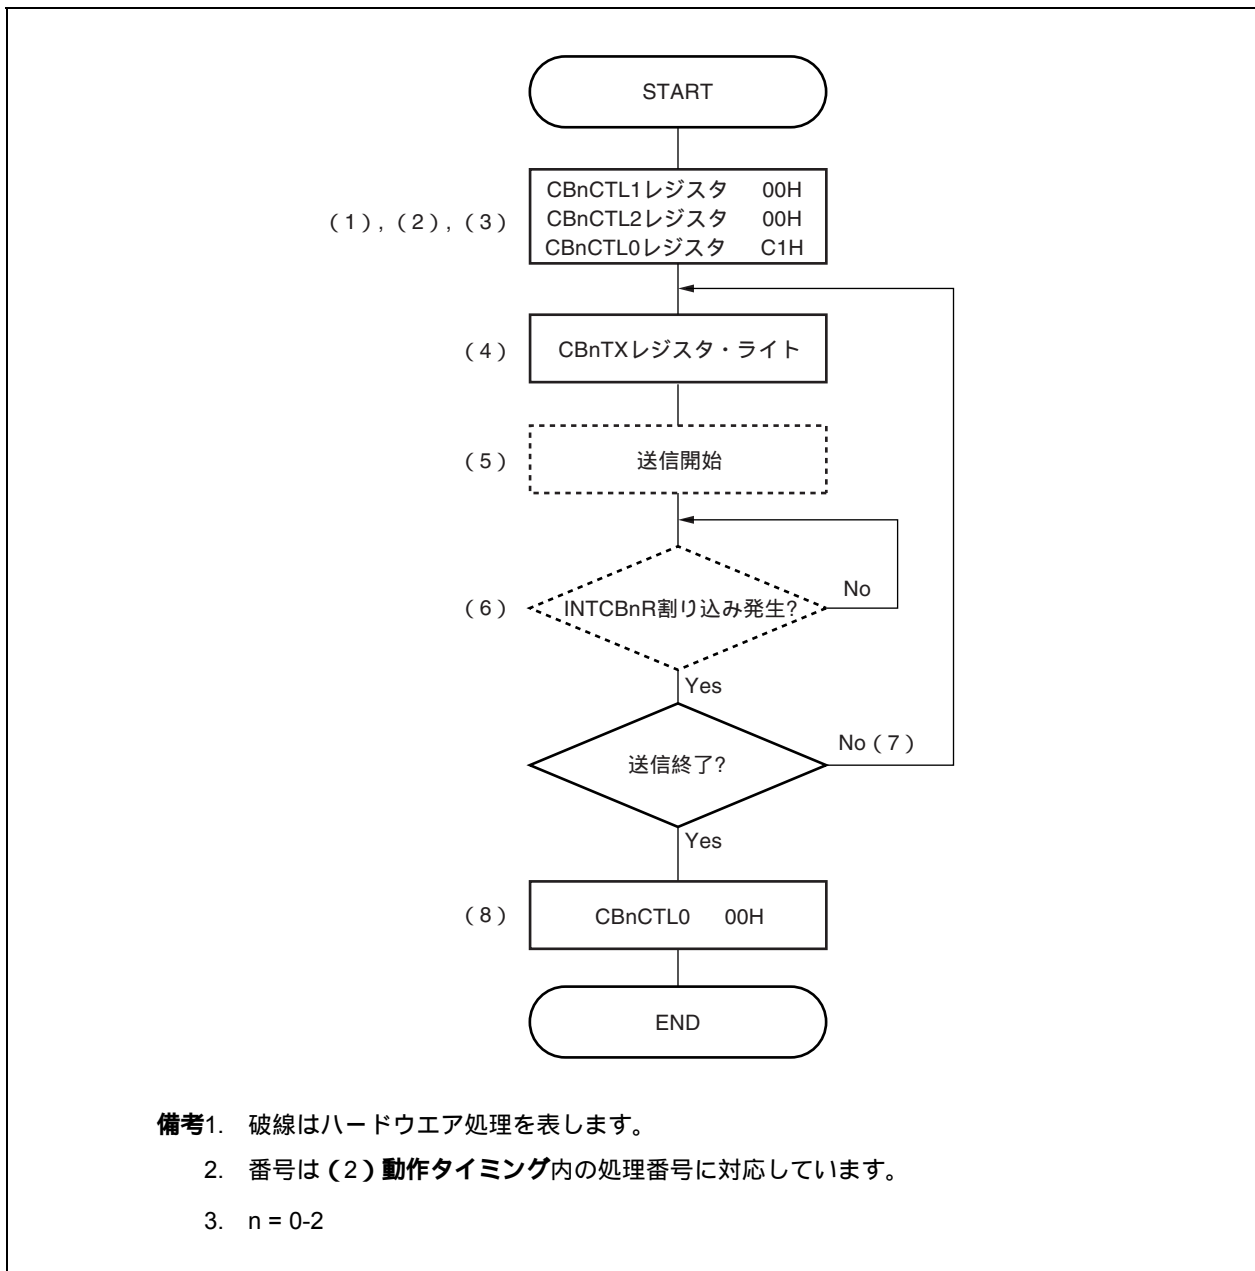 START
CBnCTL1レジスタ 00H
CBnCTL2レジスタ 00H
CBnCTL0レジスタ C1H
（1）,（2）,（3）
（4）
CBnTXレジスタ・ライト
（5）
送信開始
（6）
INTCBnR割り込み発生?
No
Yes
送信終了?
No（7）
Yes
（8）
CBnCTL0 00H
END
備考1. 破線はハードウエア処理を表します。
2. 番号は（2）動作タイミング内の処理番号に対応しています。
3. n = 0-2